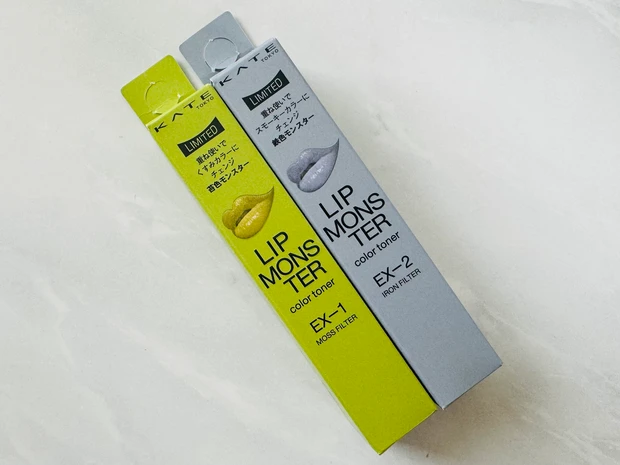 KATE
TOKYO
LIMITED
重ね使いで
くすみカラーに
チェンジ
苔色モンスター
LIP
MONS
TER
color toner
EX-1
MOSS FILTER
KATE
TOKYO
LIMITED
重ね使いで
スモーキーカラーに
チェンジ
鉄色モンスター
LIP
MONS
TER
color toner
EX-2
IRON FILTER